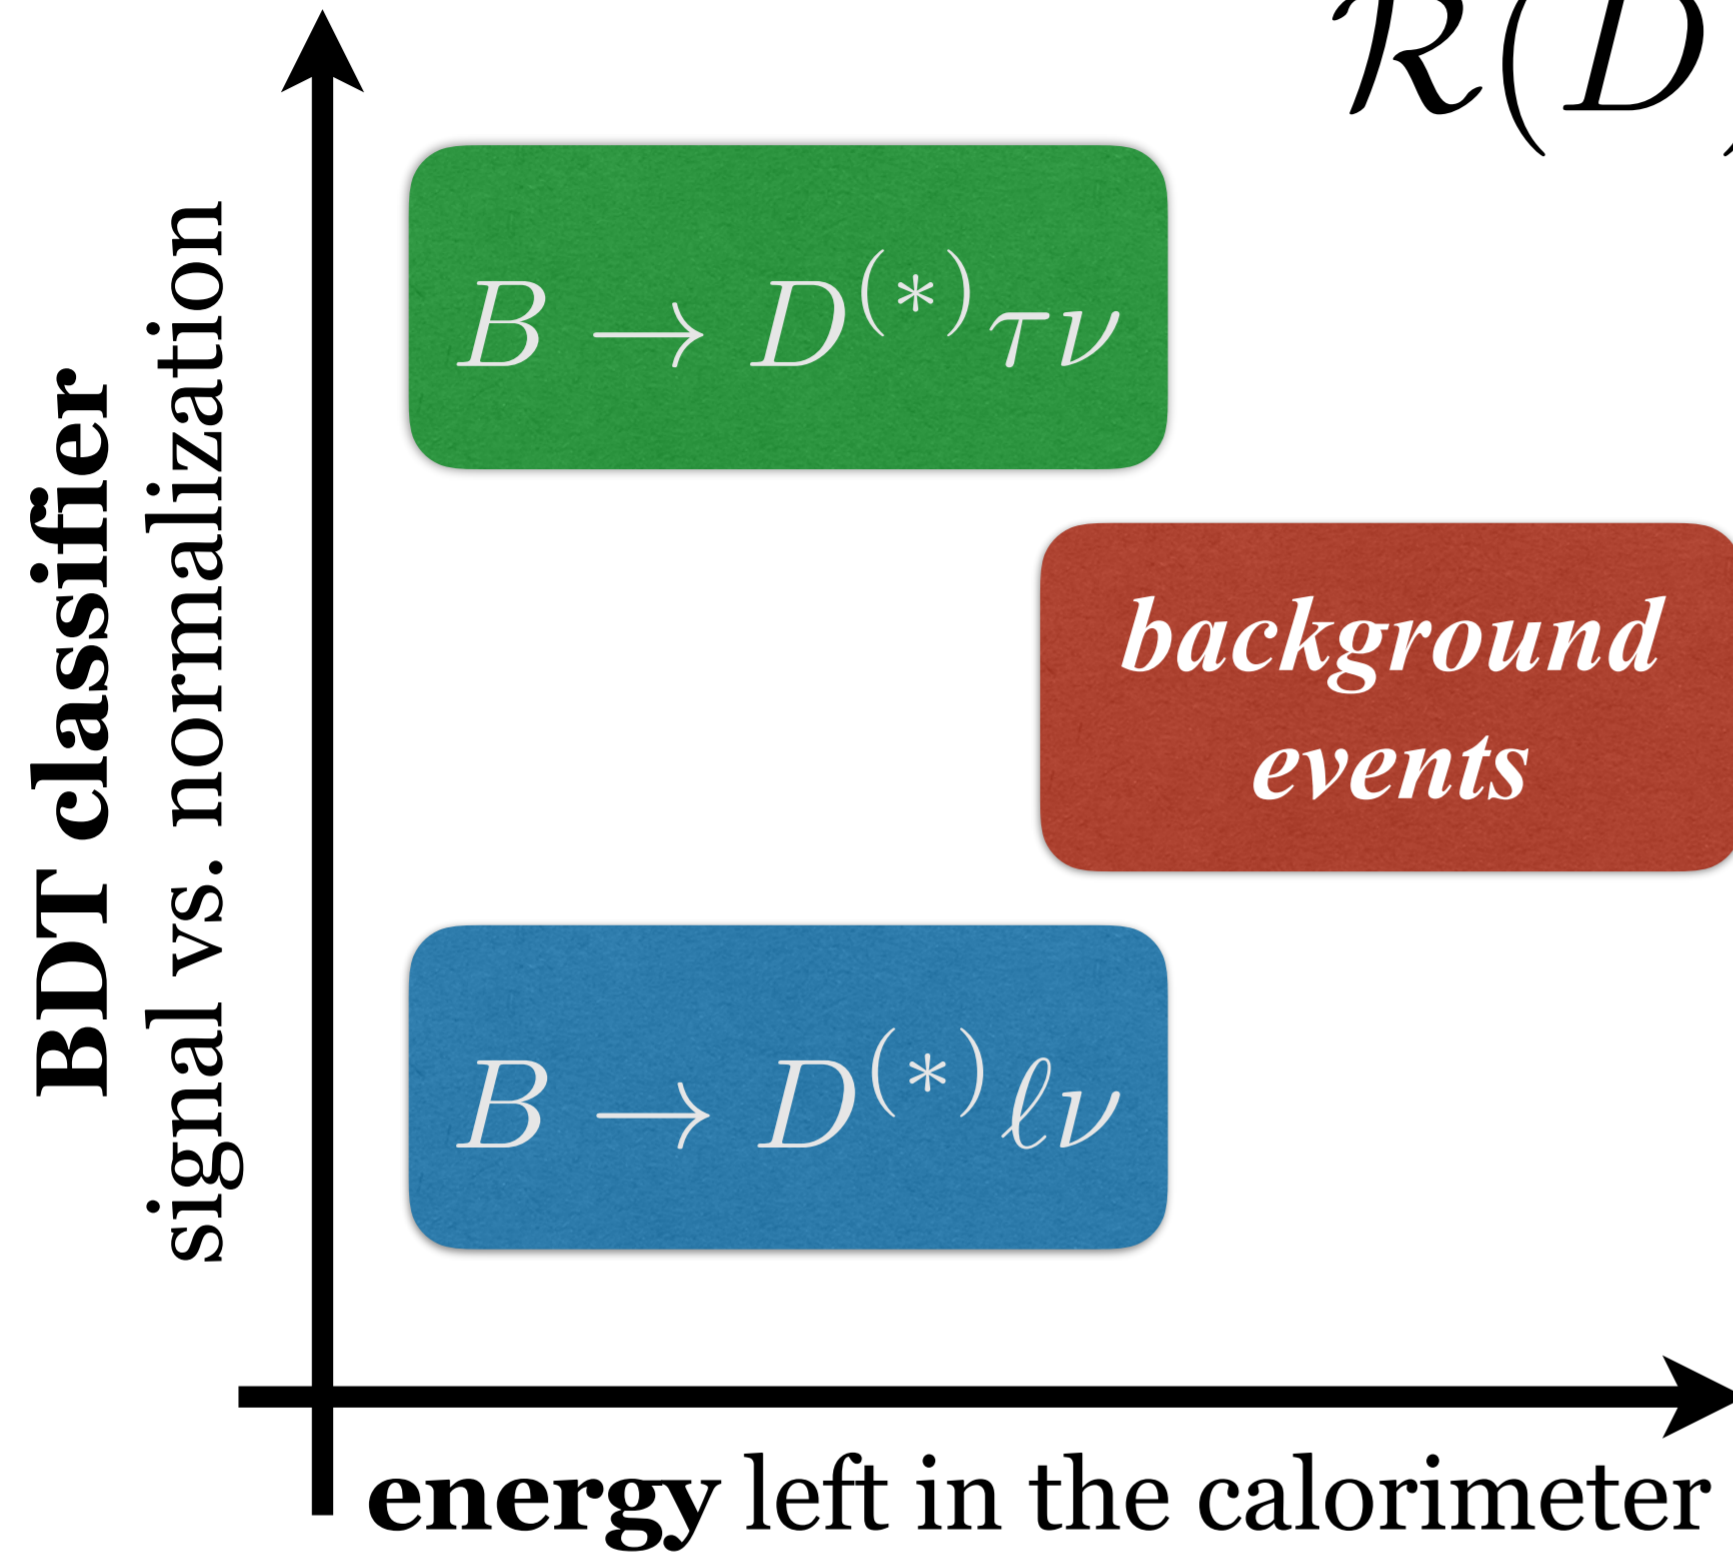 ℛ(D)
B → D^(*) τν
background
events
B → D^(*) ℓν
BDT classifier
signal vs. normalization
energy left in the calorimeter